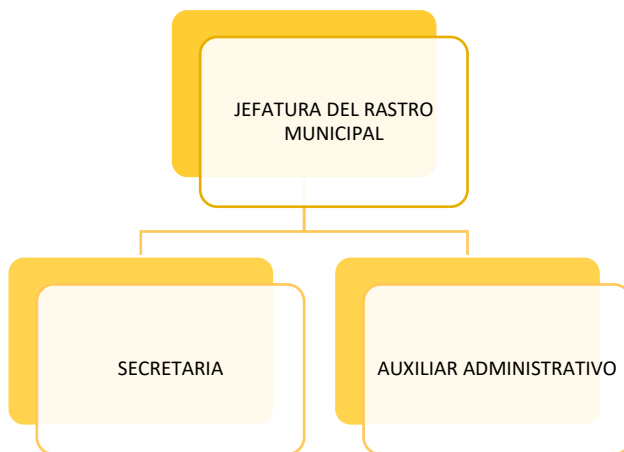 JEFATURA DEL RASTRO
MUNICIPAL
SECRETARIA
AUXILIAR ADMINISTRATIVO